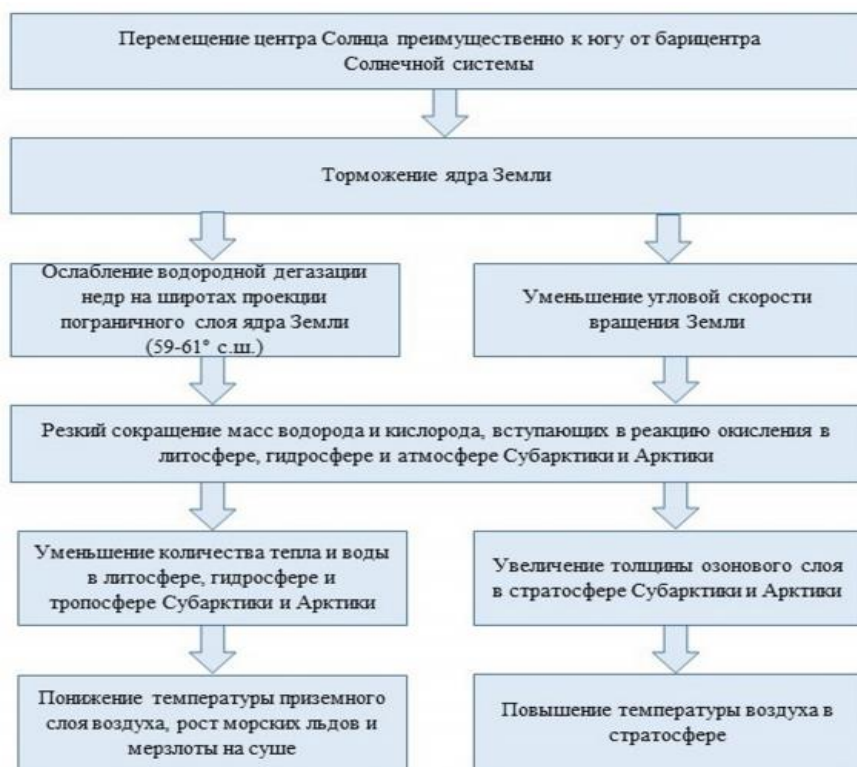 Перемещение центра Солнца преимущественно к югу от барицентра
Солнечной системы
Торможение ядра Земли
Ослабление водородной дегазации
недр на широтах проекции
пограничного слоя ядра Земли
(59-61° с.ш.)
Уменьшение угловой скорости
вращения Земли
Резкий сокращение масс водорода и кислорода, вступающих в реакцию окисления в
литосфере, гидросфере и атмосфере Субарктики и Арктики
Уменьшение количества тепла и воды
в литосфере, гидросфере и
тропосфере Субарктики и Арктики
Увеличение толщины озонового слоя
в стратосфере Субарктики и Арктики
Понижение температуры приземного
слоя воздуха, рост морских льдов и
мерзлоты на суше
Повышение температуры воздуха в
стратосфере